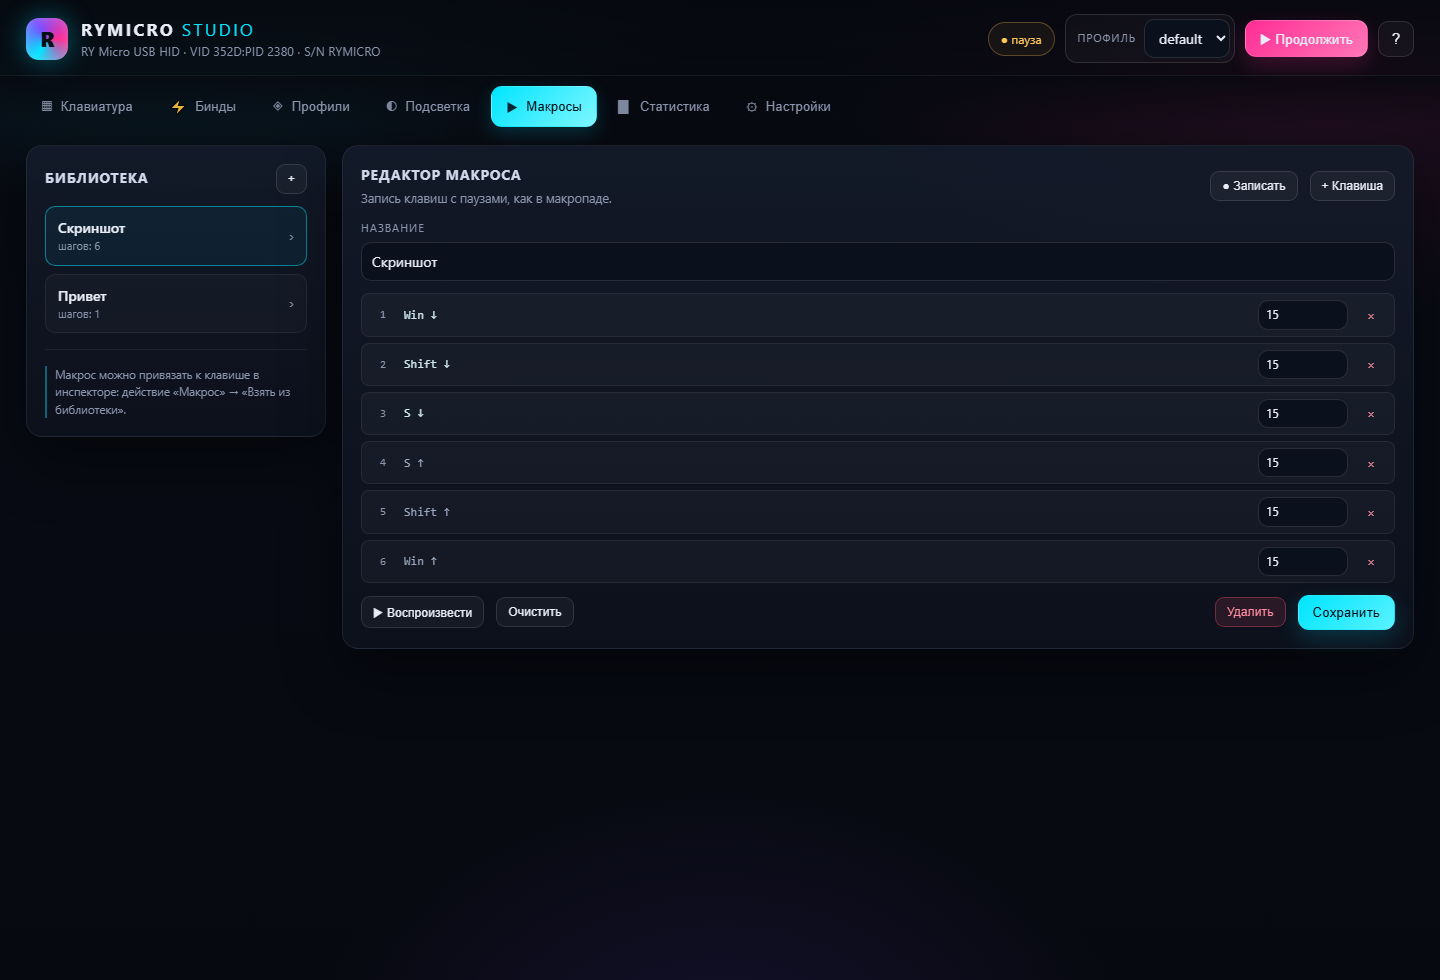 R
RYMICRO STUDIO
RY Micro USB HID · VID 352D:PID 2380 · S/N RYMICRO
● пауза
ПРОФИЛЬ
default
▶ Продолжить
?
Клавиатура
Бинды
Профили
Подсветка
Макросы
Статистика
Настройки
БИБЛИОТЕКА
+
Скриншот
шагов: 6
›
Привет
шагов: 1
›
Макрос можно привязать к клавише в
инспекторе: действие «Макрос» → «Взять из
библиотеки».
РЕДАКТОР МАКРОСА
Запись клавиш с паузами, как в макропаде.
● Записать
+ Клавиша
НАЗВАНИЕ
Скриншот
1 Win ↓ 15 ×
2 Shift ↓ 15 ×
3 S ↓ 15 ×
4 S ↑ 15 ×
5 Shift ↑ 15 ×
6 Win ↑ 15 ×
▶ Воспроизвести
Очистить
Удалить
Сохранить